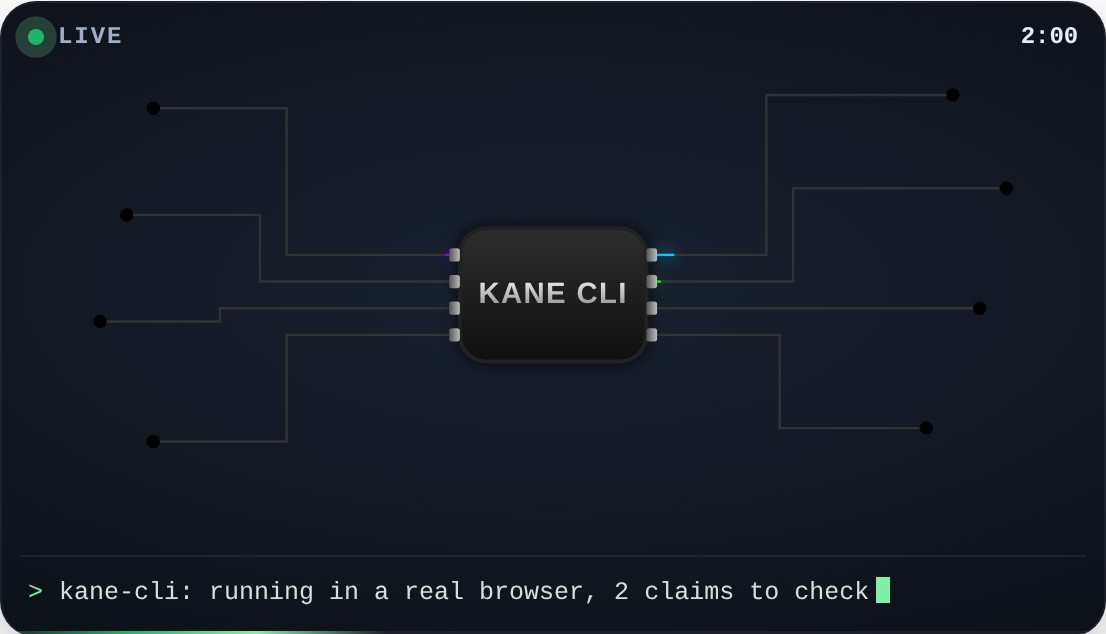 LIVE
2:00
KANE CLI
> kane-cli: running in a real browser, 2 claims to check